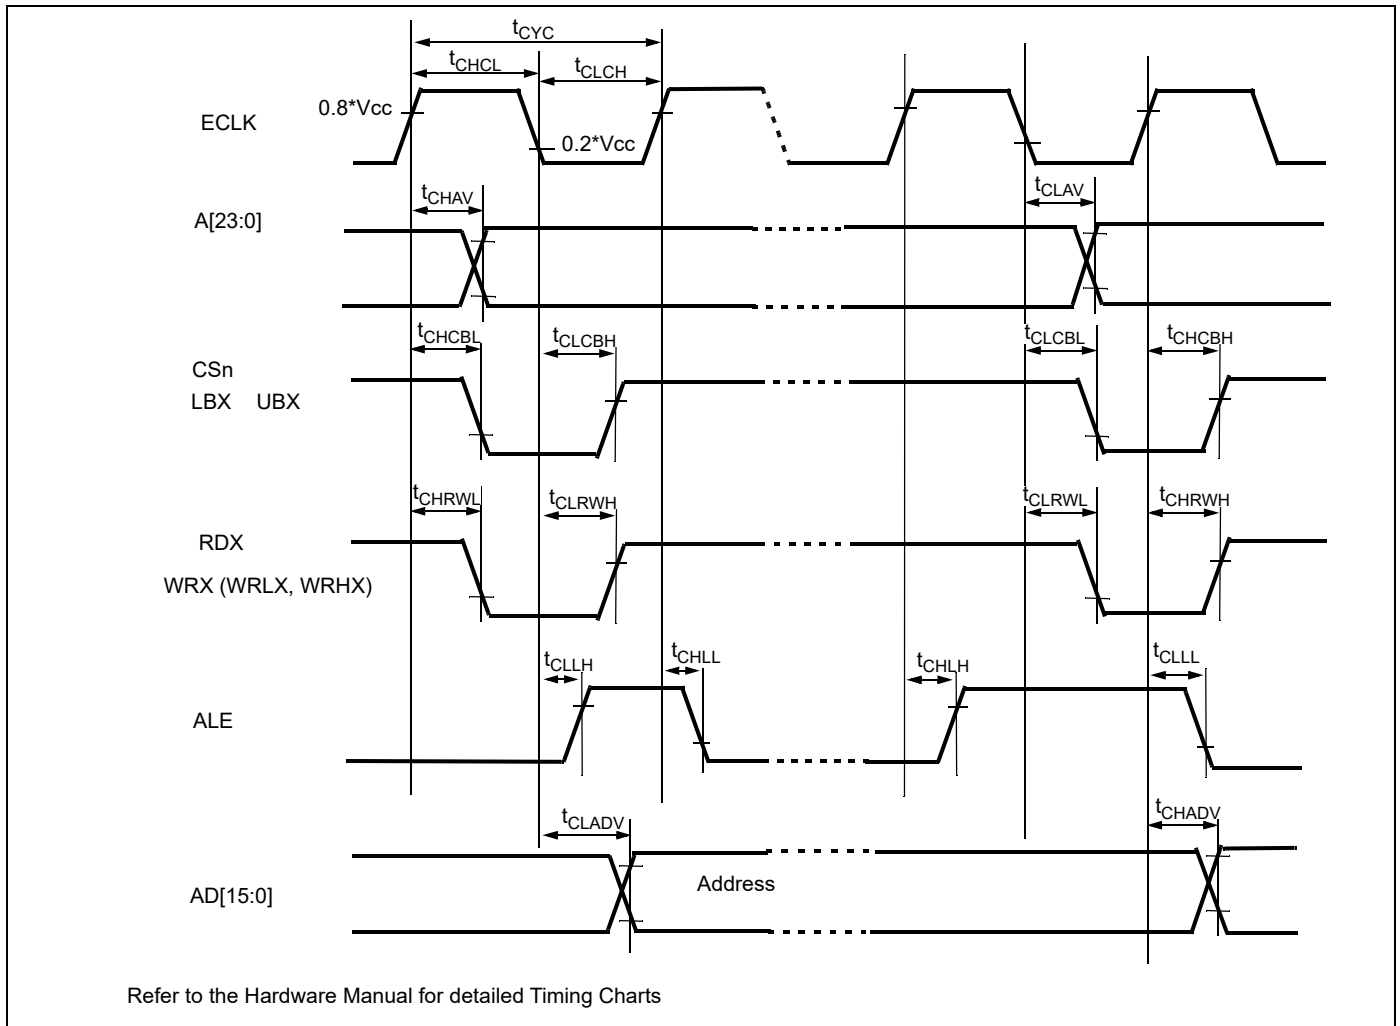 tCYC
tCHCL
tCLCH
0.8*Vcc
ECLK
0.2*Vcc
tCHAV
tCLAV
A[23:0]
tCHCBL
tCLCBH
tCLCBL
tCHCBH
CSn
LBX UBX
tCHRWL
tCLRWH
tCLRWL
tCHRWH
RDX
WRX (WRLX, WRHX)
tCLLH
tCHLL
tCHLH
tCLLL
ALE
tCLADV
tCHADV
Address
AD[15:0]
Refer to the Hardware Manual for detailed Timing Charts